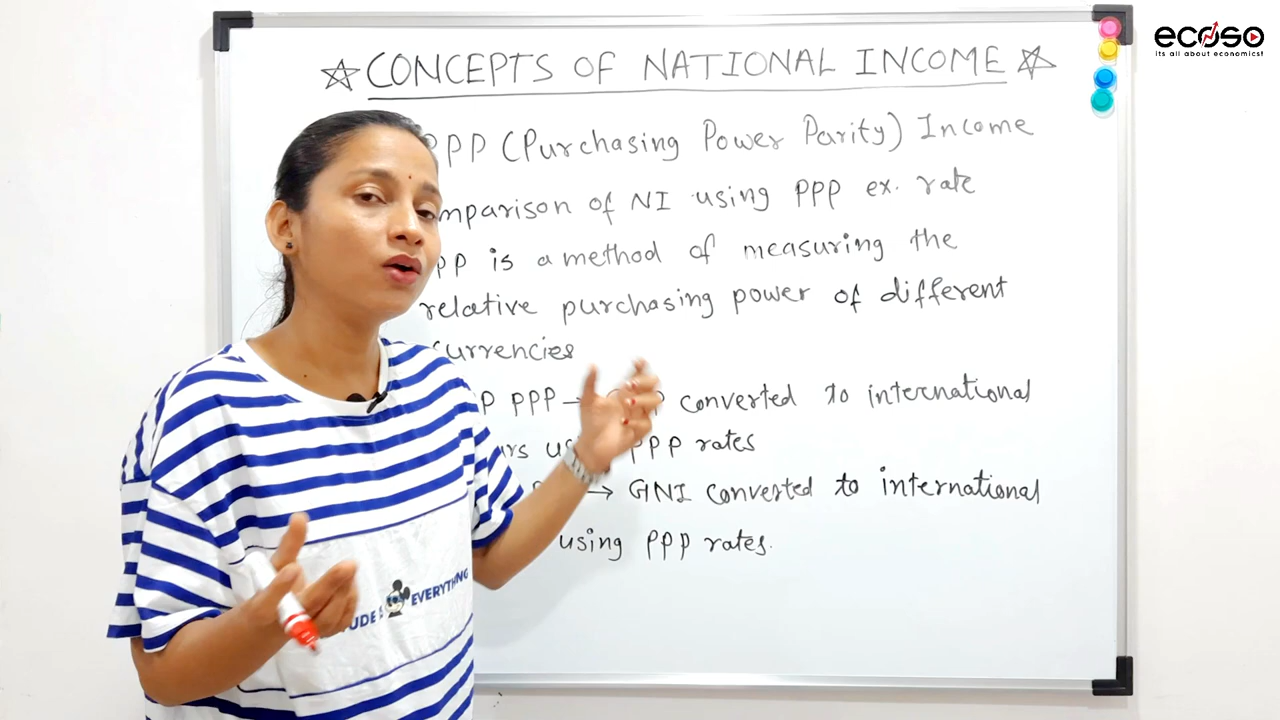 ecoso
its all about economics!
CONCEPTS OF NATIONAL INCOME
PPP (Purchasing Power Parity) Income
mparison of NI using PPP ex. rate
PP is a method of measuring the
relative purchasing power of different
currencies
P PPP → converted to international
rs PPP rates
→ GNI converted to international
using PPP rates.
EVERYTHING